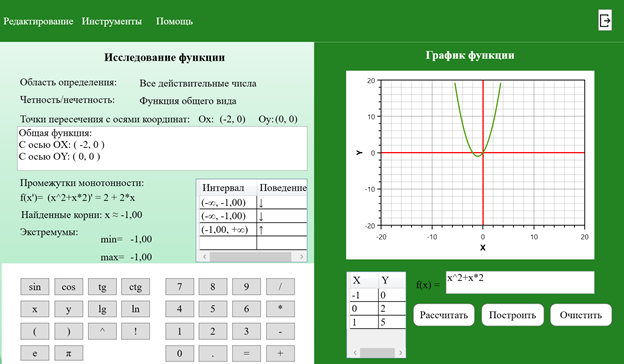 Редактирование Инструменты Помощь
Исследование функции
Область определения: Все действительные числа
Четность/нечетность: Функция общего вида
Точки пересечения с осями координат: Ox: (-2, 0) Oy: (0, 0)
Общая функция:
С осью OX: ( -2, 0 )
С осью OY: ( 0, 0 )
Промежутки монотонности:
f(x')= (x^2+x*2)' = 2 + 2*x
Найденные корни: x ≈ -1,00
Экстремумы:
min= -1,00
max= -1,00
Интервал Поведение
(-∞, -1,00) ↓
(-∞, -1,00) ↓
(-1,00, +∞) ↑
sin cos tg ctg 7 8 9 /
x y lg ln 4 5 6 *
( ) ^ ! 1 2 3 -
e π 0 . = +
График функции
20
10
0
-10
-20
Y
-20 -10 0 10 20
X
X Y
-1 0
0 2
1 5
f(x) = x^2+x*2
Рассчитать Построить Очистить